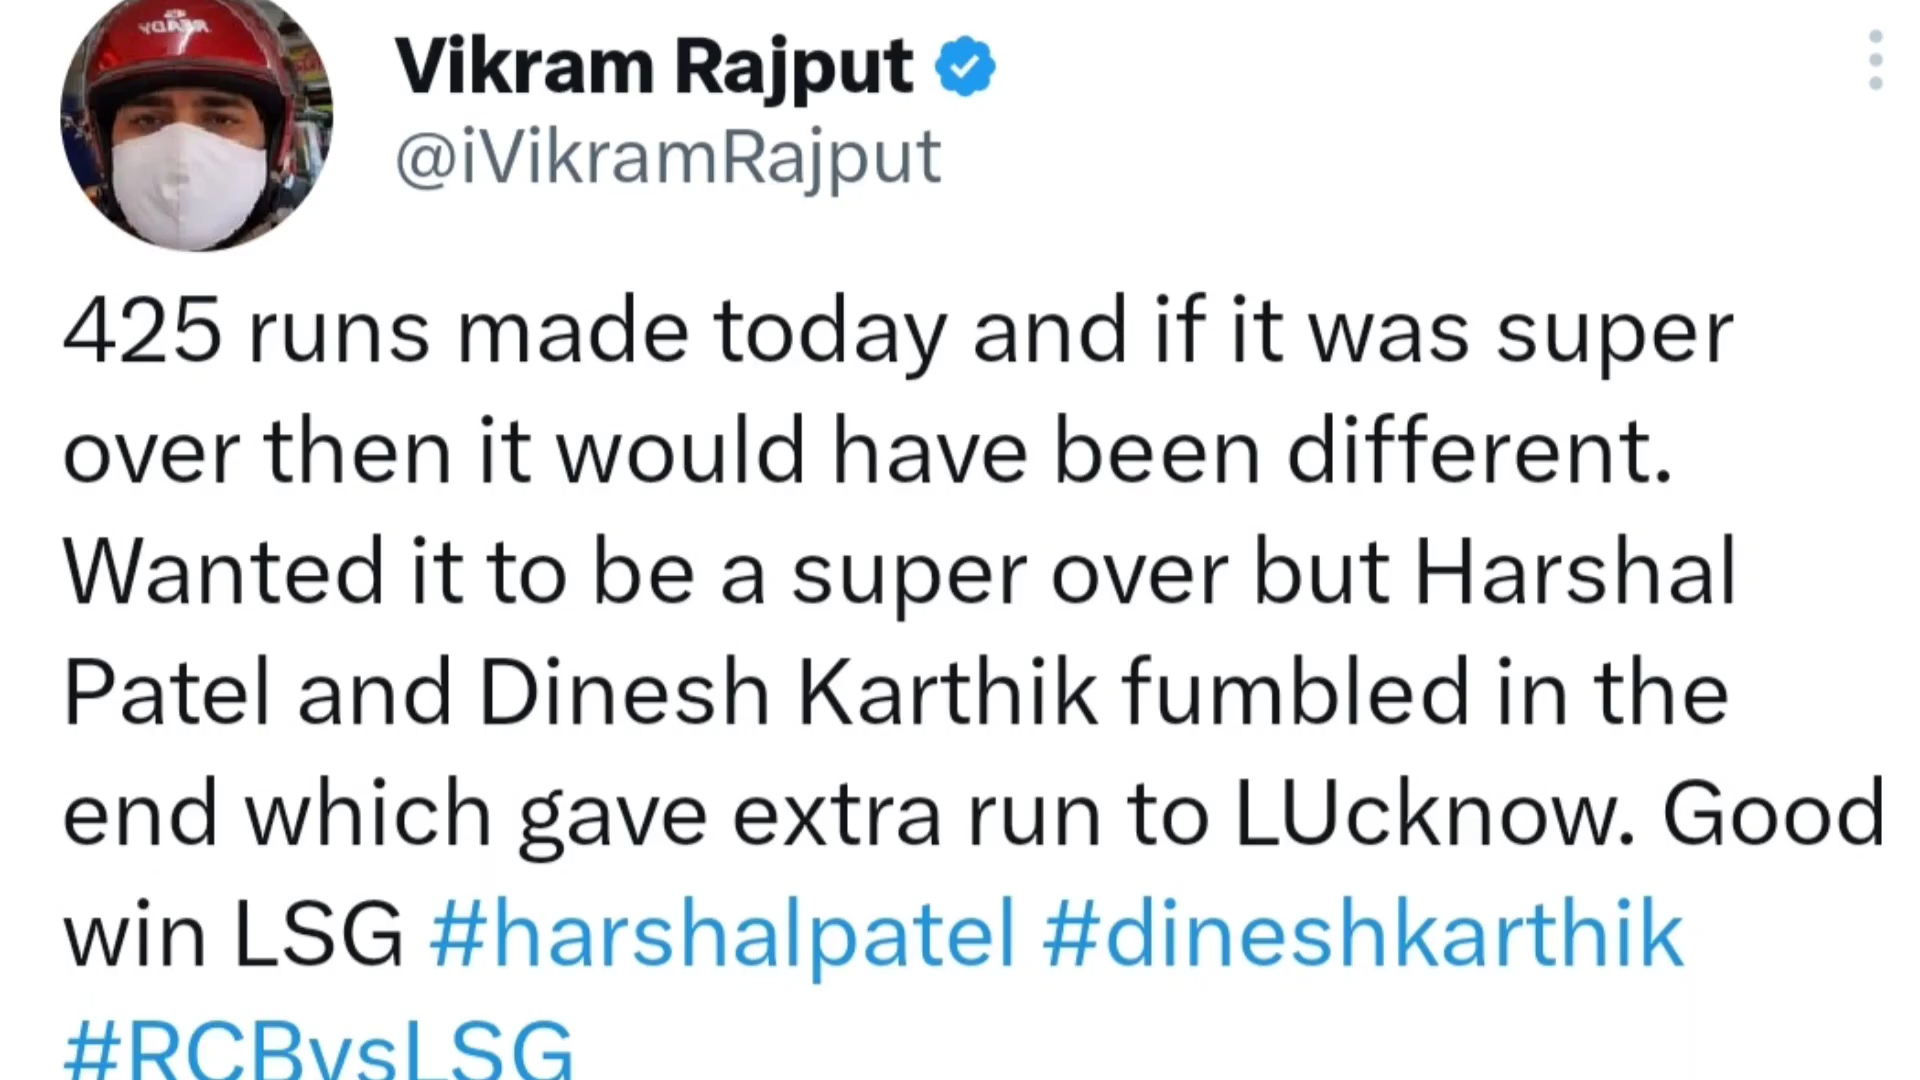 READY
Vikram Rajput
@iVikramRajput
425 runs made today and if it was super
over then it would have been different.
Wanted it to be a super over but Harshal
Patel and Dinesh Karthik fumbled in the
end which gave extra run to LUcknow. Good
win LSG #harshalpatel #dineshkarthik
#RCBvsLSG